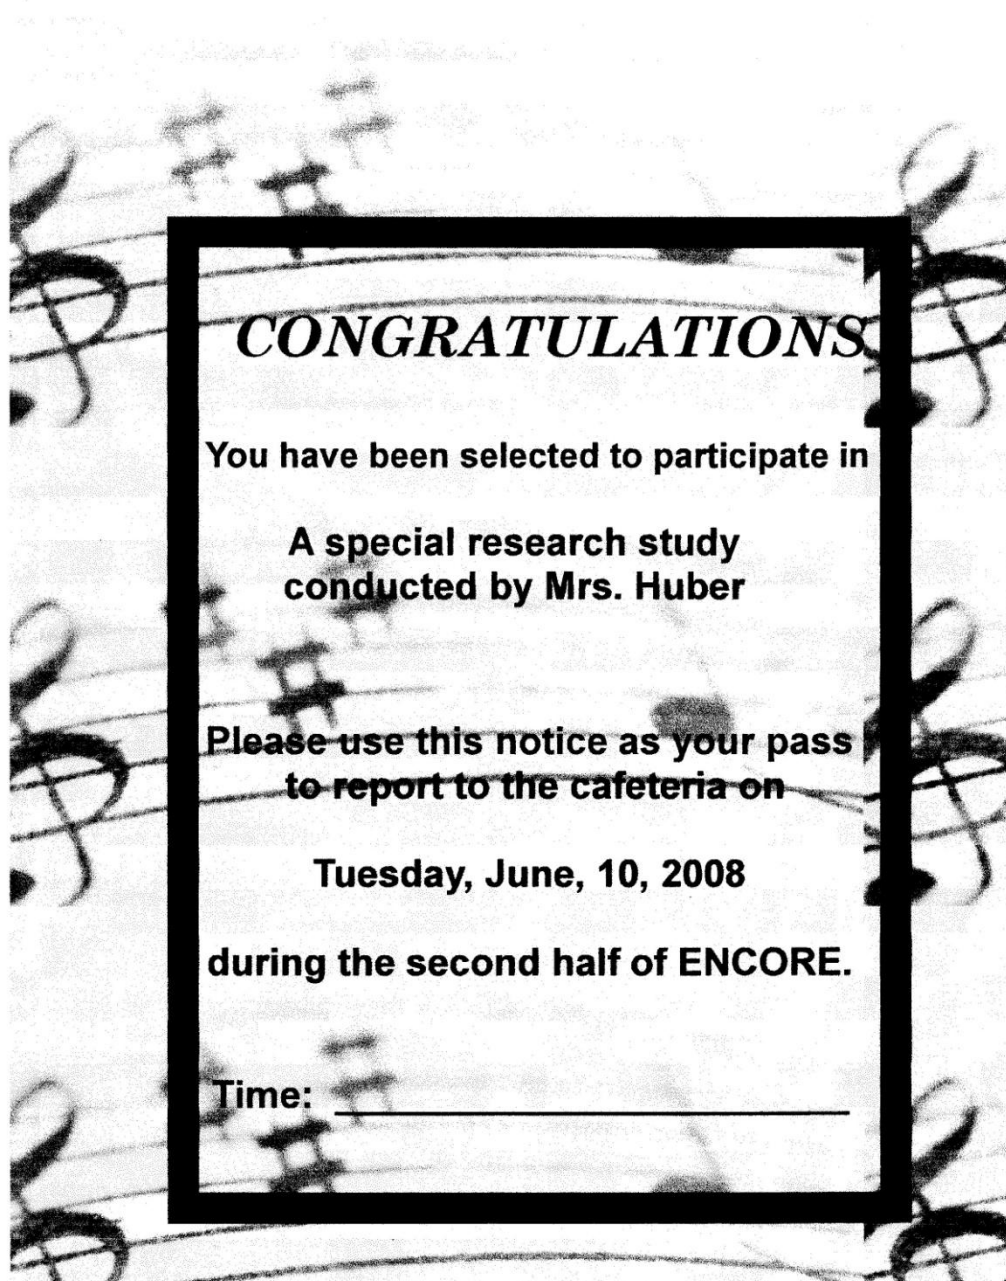 CONGRATULATIONS
You have been selected to participate in
A special research study
conducted by Mrs. Huber
Please use this notice as your pass
to report to the cafeteria on
Tuesday, June, 10, 2008
during the second half of ENCORE.
Time: